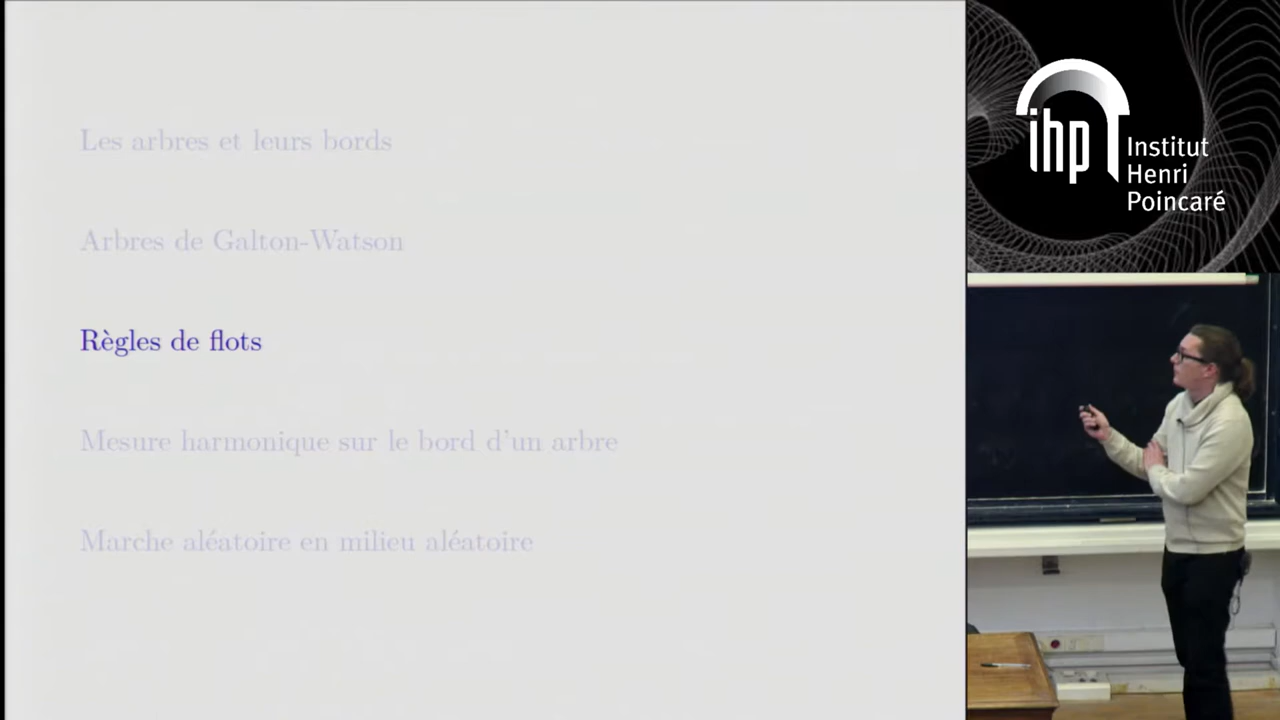 Les arbres et leurs bords
Arbres de Galton-Watson
Règles de flots
Mesure harmonique sur le bord d'un arbre
Marche aléatoire en milieu aléatoire
ihp
Institut
Henri
Poincaré